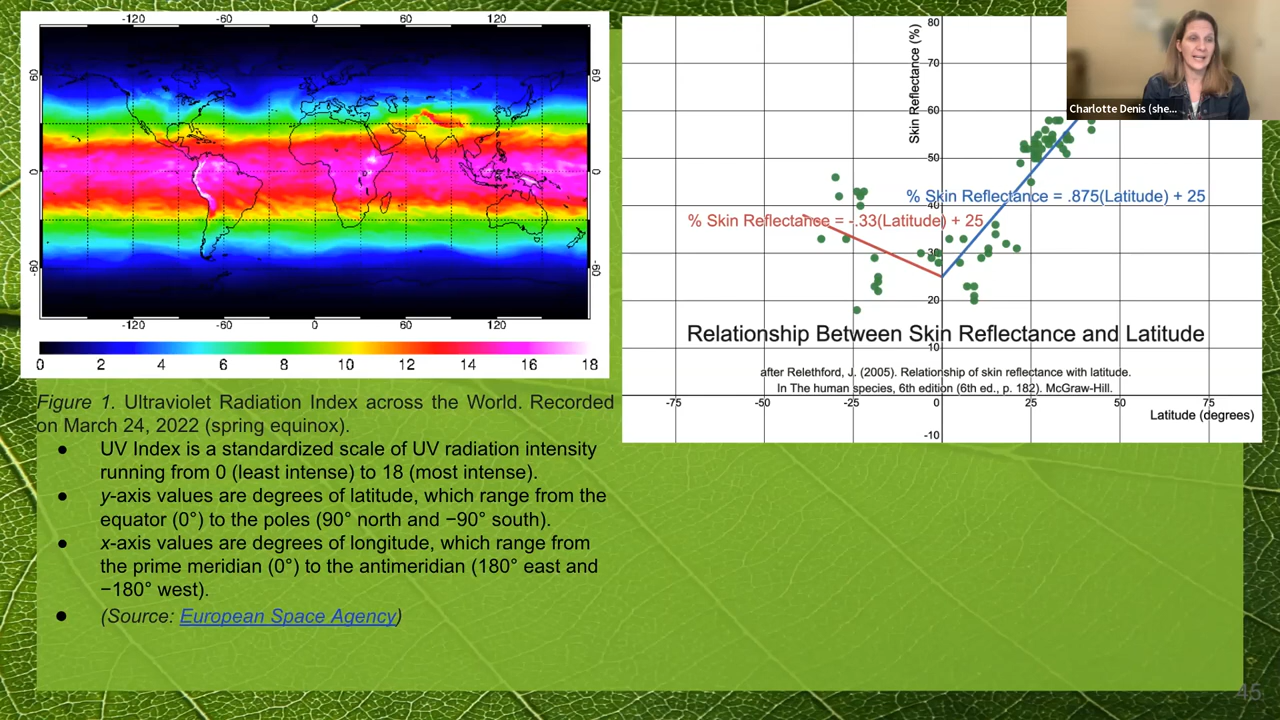 -120 -60 0 60 120
60 60
0 0
-60 -60
-120 -60 0 60 120
0 2 4 6 8 10 12 14 16 18
Figure 1. Ultraviolet Radiation Index across the World. Recorded
on March 24, 2022 (spring equinox).
● UV Index is a standardized scale of UV radiation intensity
running from 0 (least intense) to 18 (most intense).
● y-axis values are degrees of latitude, which range from the
equator (0°) to the poles (90° north and −90° south).
● x-axis values are degrees of longitude, which range from
the prime meridian (0°) to the antimeridian (180° east and
−180° west).
● (Source: European Space Agency)
Skin Reflectance (%)
80
70
60
50
40
30
20
10
% Skin Reflectance = .875(Latitude) + 25
% Skin Reflectance = -.33(Latitude) + 25
Relationship Between Skin Reflectance and Latitude
after Relethford, J. (2005). Relationship of skin reflectance with latitude.
In The human species, 6th edition (6th ed., p. 182). McGraw-Hill.
-75 -50 -25 0 25 50 75
Latitude (degrees)
-10
Charlotte Denis (she...
45